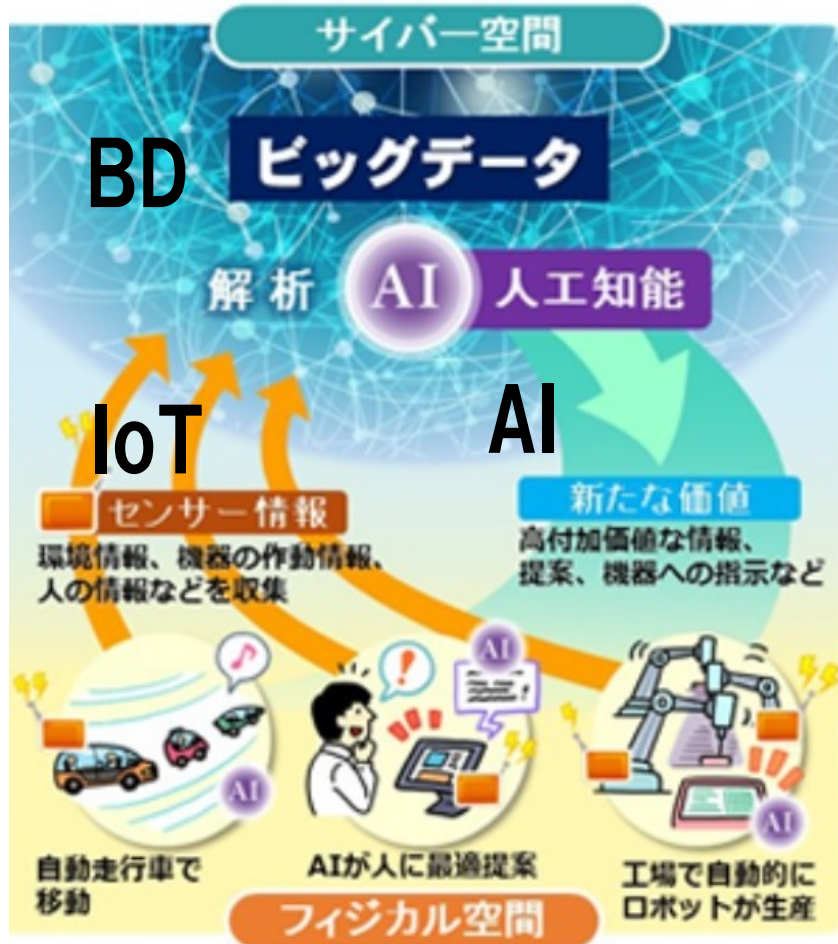 サイバー空間
BD
ビッグデータ
解析 AI 人工知能
IoT
AI
センサー情報
環境情報、機器の作動情報、
人の情報などを収集
新たな価値
高付加価値な情報、
提案、機器への指示など
AI
AI
AI
自動走行車で
移動
AIが人に最適提案
工場で自動的に
ロボットが生産
フィジカル空間